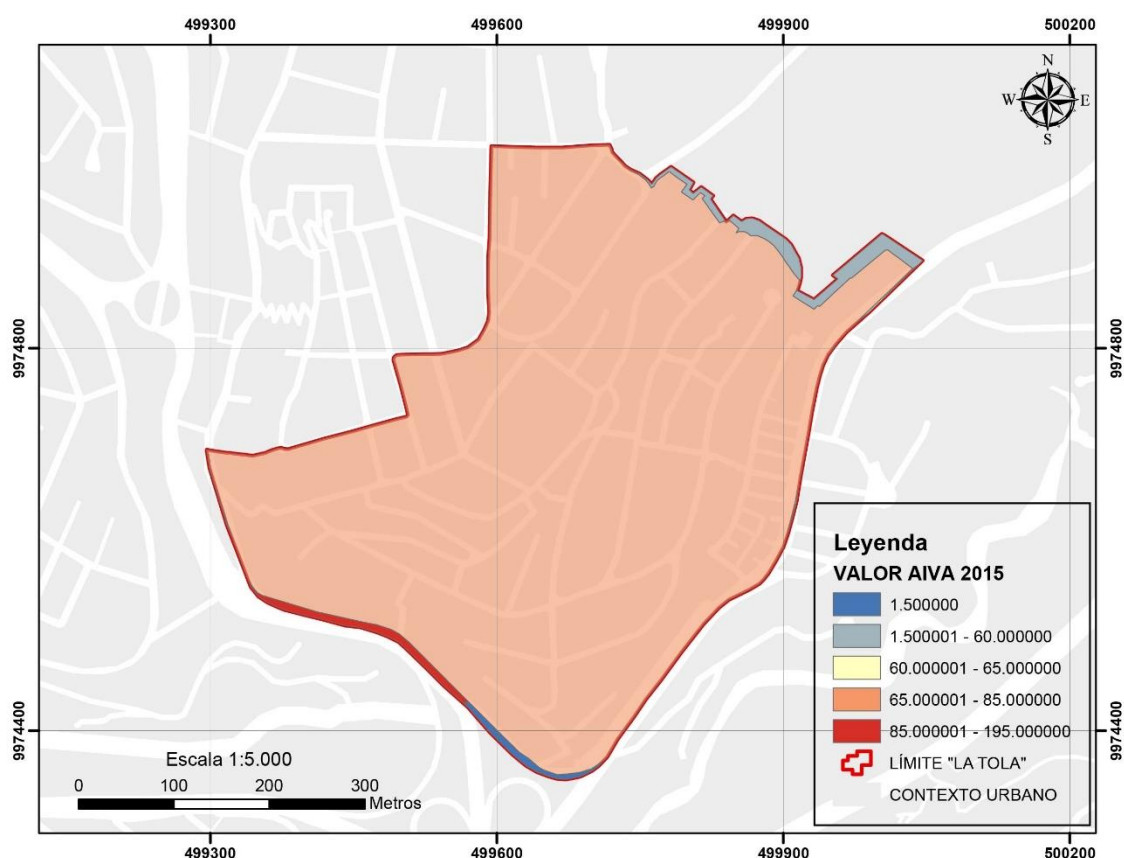 499300 499600 499900 500200
N
W E
S
9974800 9974800
Leyenda
VALOR AIVA 2015
1.500000
1.500001 - 60.000000
60.000001 - 65.000000
65.000001 - 85.000000
85.000001 - 195.000000
LÍMITE "LA TOLA"
CONTEXTO URBANO
9974400 9974400
Escala 1:5.000
0 100 200 300
Metros
499300 499600 499900 500200